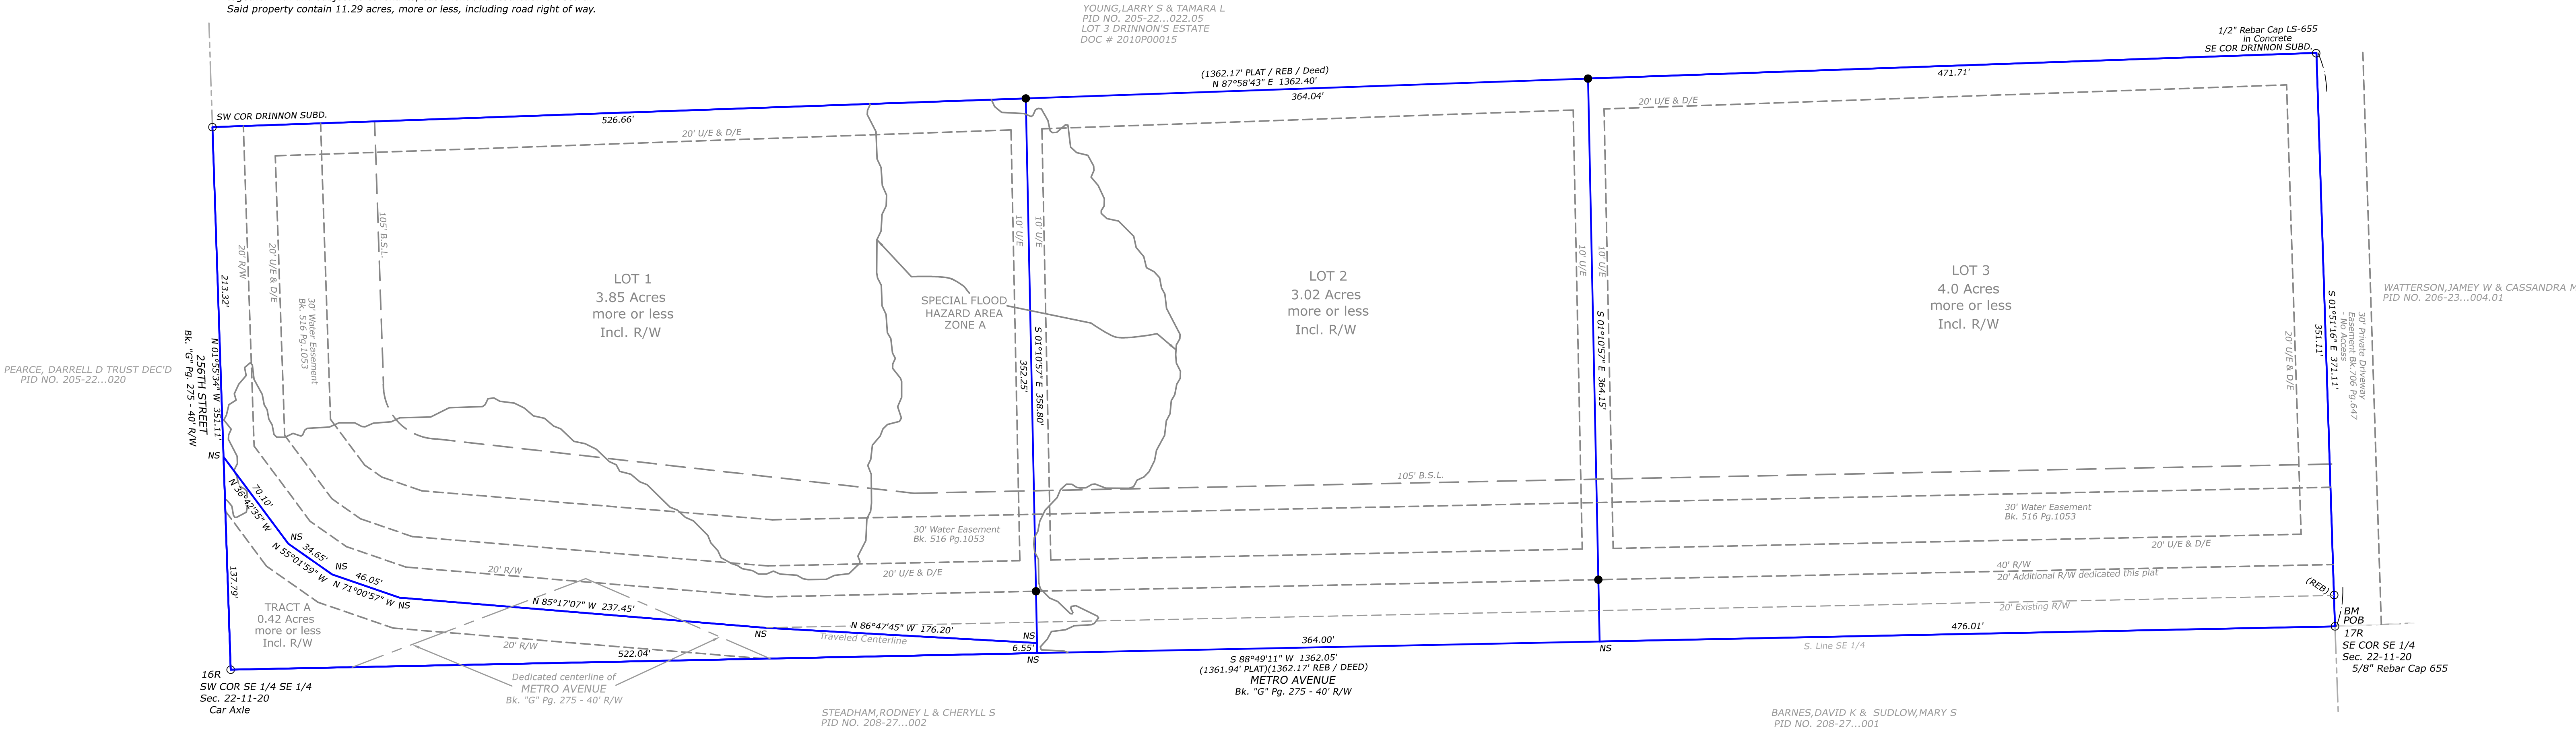 Said property contain 11.29 acres, more or less, including road right of way.
YOUNG,LARRY S & TAMARA L
PID NO. 205-22...022.05
LOT 3 DRINNON'S ESTATE
DOC # 2010P00015
1/2" Rebar Cap LS-655
in Concrete
SE COR DRINNON SUBD.
(1362.17' PLAT / REB / Deed)
N 87°58'43" E 1362.40'
364.04'
471.71'
SW COR DRINNON SUBD.
526.66'
20' U/E & D/E
20' U/E & D/E
105' B.S.L.
20' R/W
20' U/E & D/E
30' Water Easement
Bk. 516 Pg.1053
213.32'
N 01°55'34" W 351.11'
256TH STREET
Bk. "G" Pg. 275 - 40' R/W
PEARCE, DARRELL D TRUST DEC'D
PID NO. 205-22...020
LOT 1
3.85 Acres
more or less
Incl. R/W
SPECIAL FLOOD
HAZARD AREA
ZONE A
10' U/E
10' U/E
352.25'
S 01°10'57" E 358.80'
LOT 2
3.02 Acres
more or less
Incl. R/W
10' U/E
10' U/E
S 01°10'57" E 364.15'
LOT 3
4.0 Acres
more or less
Incl. R/W
20' U/E & D/E
351.11'
S 01°51'16" E 371.11'
30' Private Driveway
Easement Bk.706 Pg.647
- No Access
WATTERSON,JAMEY W & CASSANDRA M
PID NO. 206-23...004.01
NS
70.10'
N 36°42'35" W
NS
34.65'
N 55°01'59" W
NS
46.05'
N 71°00'57" W
NS
137.79'
TRACT A
0.42 Acres
more or less
Incl. R/W
20' R/W
N 85°17'07" W 237.45'
NS
N 86°47'45" W 176.20'
Traveled Centerline
NS
6.55'
NS
20' R/W
522.04'
105' B.S.L.
30' Water Easement
Bk. 516 Pg.1053
20' U/E & D/E
30' Water Easement
Bk. 516 Pg.1053
20' U/E & D/E
40' R/W
20' Additional R/W dedicated this plat
20' Existing R/W
(REB)
BM
POB
17R
SE COR SE 1/4
Sec. 22-11-20
5/8" Rebar Cap 655
364.00'
476.01'
NS
S. Line SE 1/4
S 88°49'11" W 1362.05'
(1361.94' PLAT)(1362.17' REB / DEED)
METRO AVENUE
Bk. "G" Pg. 275 - 40' R/W
16R
SW COR SE 1/4 SE 1/4
Sec. 22-11-20
Car Axle
Dedicated centerline of
METRO AVENUE
Bk. "G" Pg. 275 - 40' R/W
STEADHAM,RODNEY L & CHERYLL S
PID NO. 208-27...002
BARNES,DAVID K & SUDLOW,MARY S
PID NO. 208-27...001